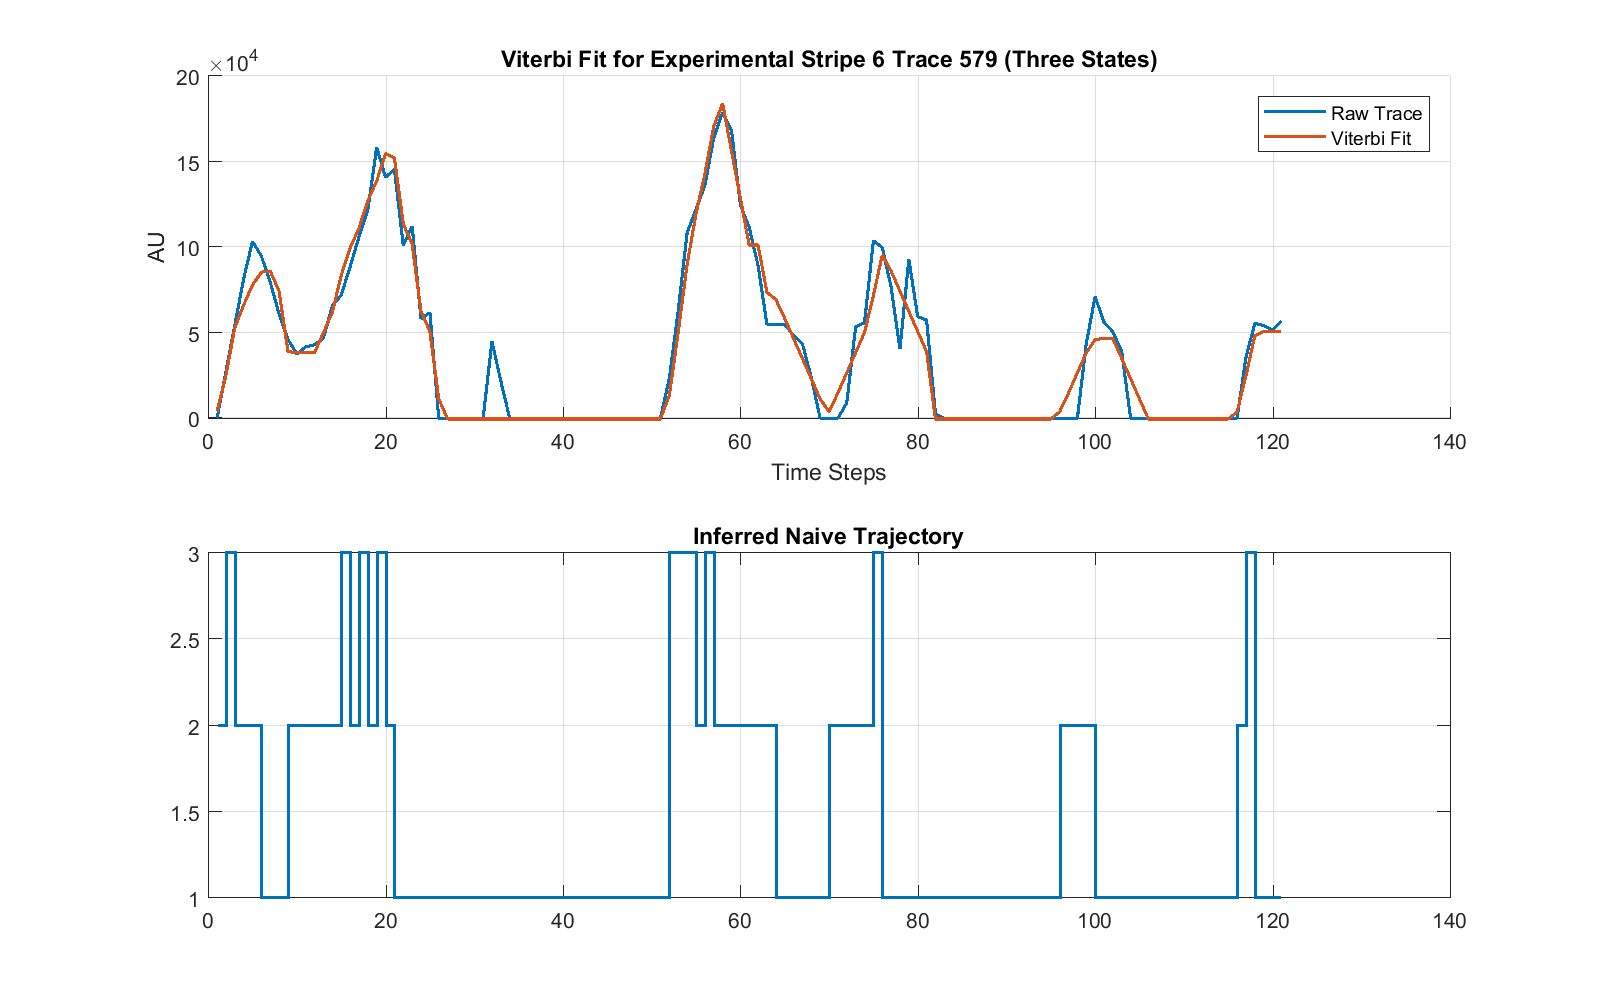 Viterbi Fit for Experimental Stripe 6 Trace 579 (Three States)
×10⁴
20
15
10
5
0
AU
Raw Trace
Viterbi Fit
0 20 40 60 80 100 120 140
Time Steps
Inferred Naive Trajectory
3
2.5
2
1.5
1
0 20 40 60 80 100 120 140